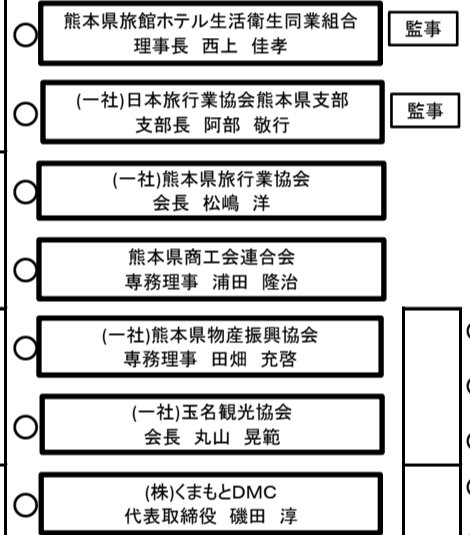 熊本県旅館ホテル生活衛生同業組合
理事長 西上 佳孝
監事
(一社)日本旅行業協会熊本県支部
支部長 阿部 敬行
監事
(一社)熊本県旅行業協会
会長 松嶋 洋
熊本県商工会連合会
専務理事 浦田 隆治
(一社)熊本県物産振興協会
専務理事 田畑 充啓
(一社)玉名観光協会
会長 丸山 晃範
(株)くまもとDMC
代表取締役 磯田 淳